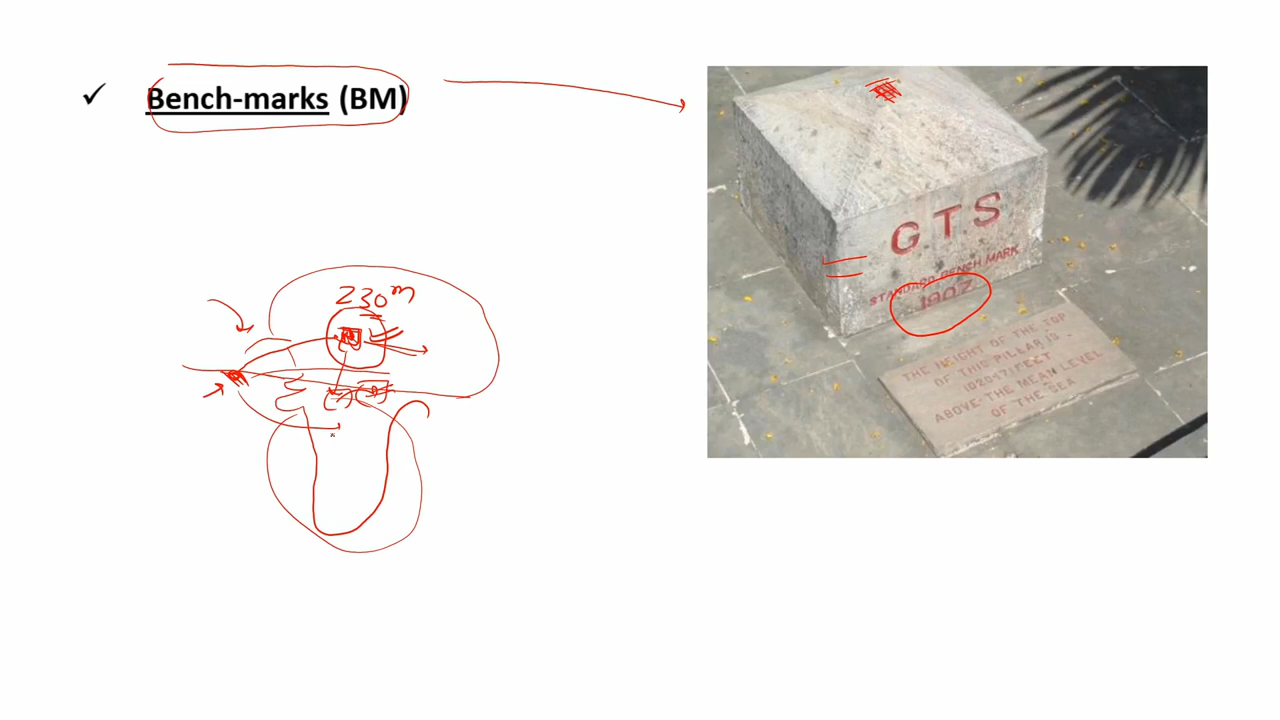 ✓ Bench-marks (BM)
230m
GTS
STANDARD BENCH MARK
1907
THE HEIGHT OF THE TOP
OF THIS PILLAR IS
FEET
ABOVE THE MEAN LEVEL
OF THE SEA